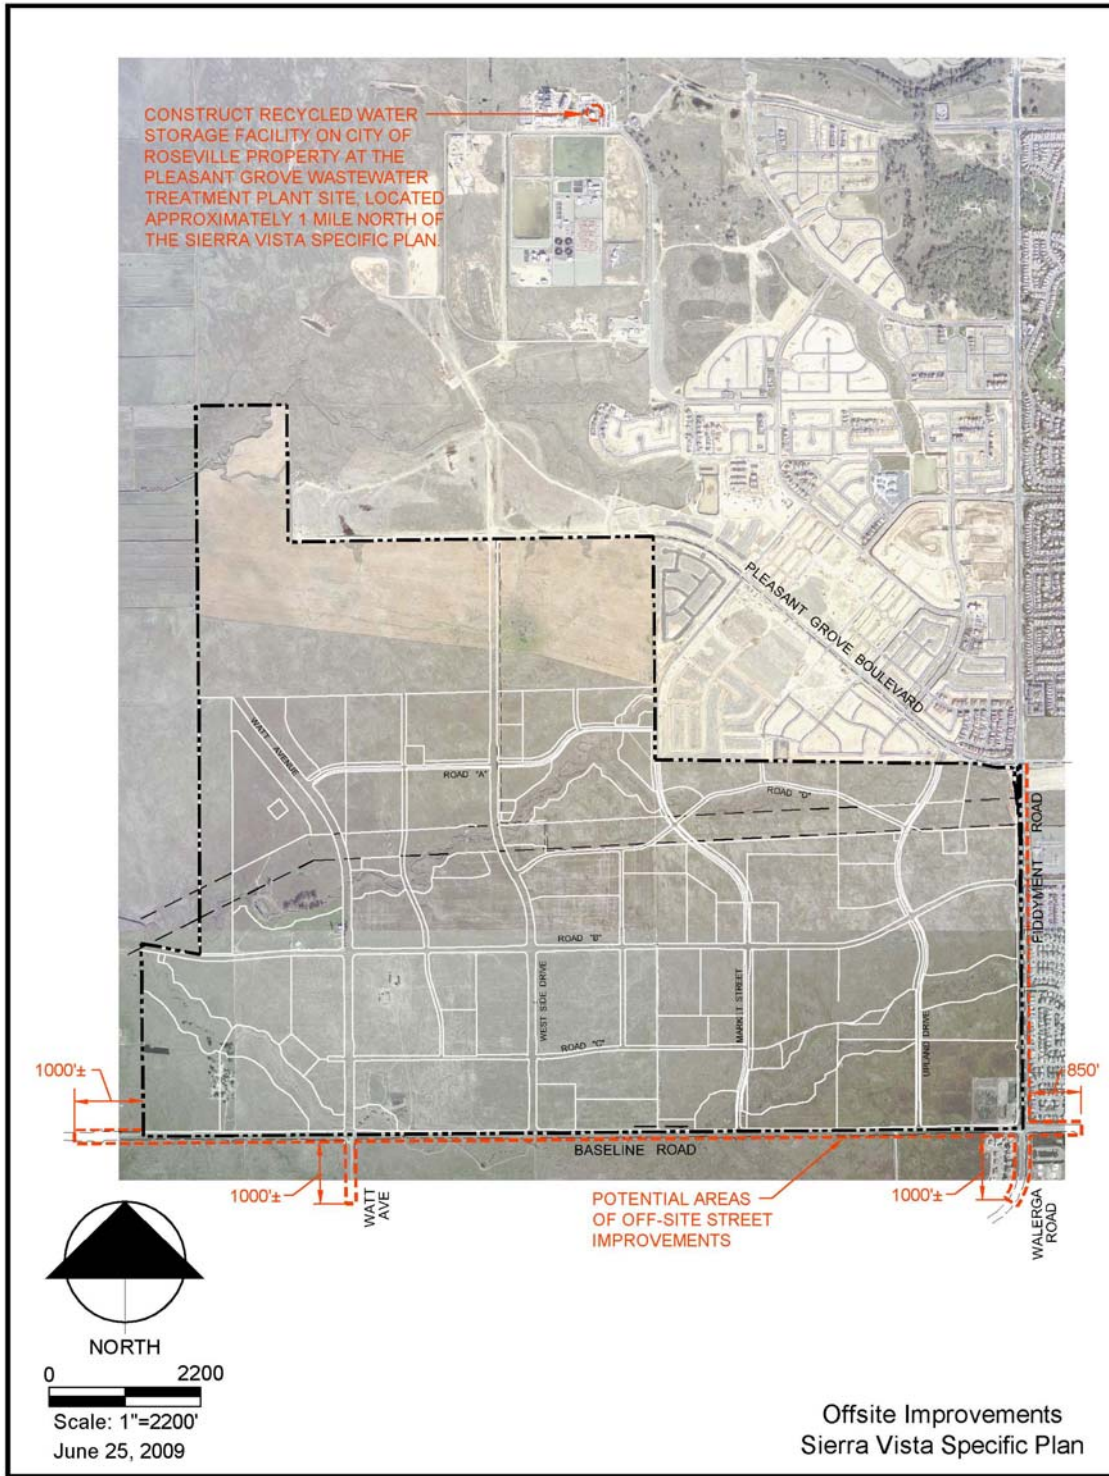 CONSTRUCT RECYCLED WATER
STORAGE FACILITY ON CITY OF
ROSEVILLE PROPERTY AT THE
PLEASANT GROVE WASTEWATER
TREATMENT PLANT SITE, LOCATED
APPROXIMATELY 1 MILE NORTH OF
THE SIERRA VISTA SPECIFIC PLAN.
PLEASANT GROVE BOULEVARD
WATT AVENUE
ROAD "A"
ROAD "D"
FIDDYMENT ROAD
ROAD "B"
WEST SIDE DRIVE
MARKET STREET
UPLAND DRIVE
ROAD "C"
1000'±
850'
BASELINE ROAD
1000'±
WATT
AVE
POTENTIAL AREAS
OF OFF-SITE STREET
IMPROVEMENTS
1000'±
WALERGA
ROAD
NORTH
0 2200
Scale: 1"=2200'
June 25, 2009
Offsite Improvements
Sierra Vista Specific Plan